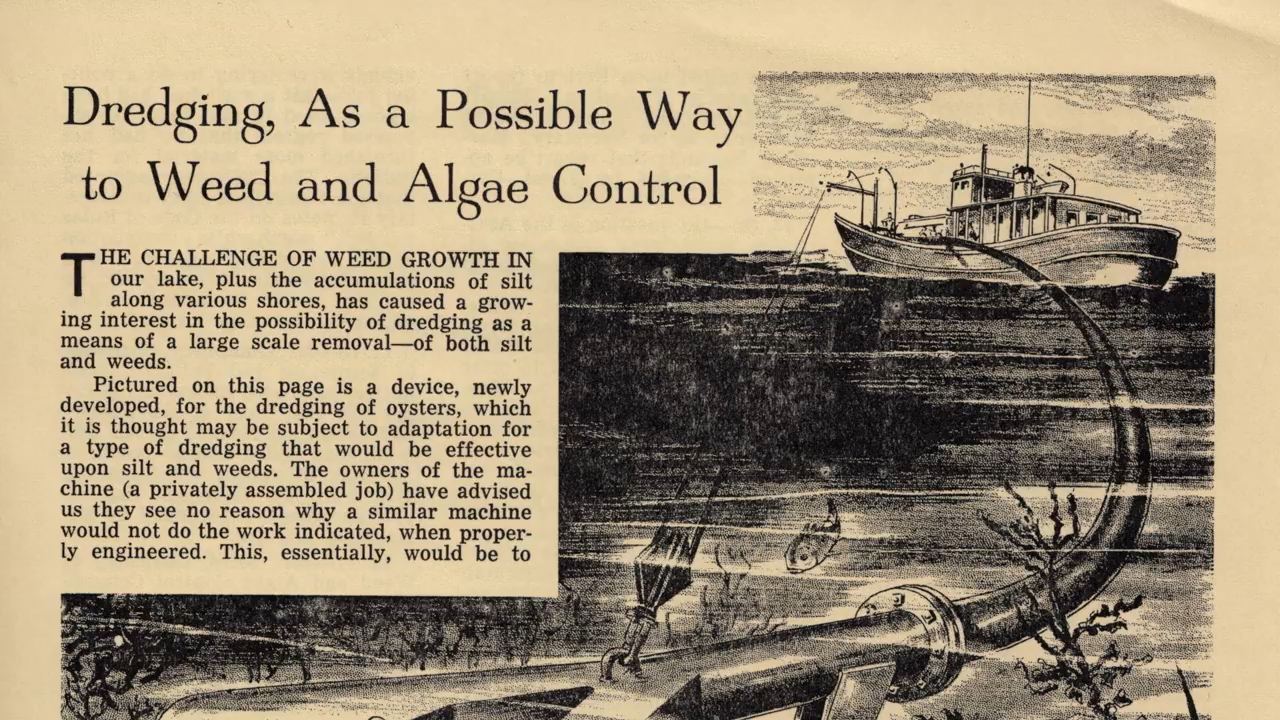 Dredging, As a Possible Way
to Weed and Algae Control
THE CHALLENGE OF WEED GROWTH IN
our lake, plus the accumulations of silt
along various shores, has caused a grow-
ing interest in the possibility of dredging as a
means of a large scale removal—of both silt
and weeds.
Pictured on this page is a device, newly
developed, for the dredging of oysters, which
it is thought may be subject to adaptation for
a type of dredging that would be effective
upon silt and weeds. The owners of the ma-
chine (a privately assembled job) have advised
us they see no reason why a similar machine
would not do the work indicated, when proper-
ly engineered. This, essentially, would be to